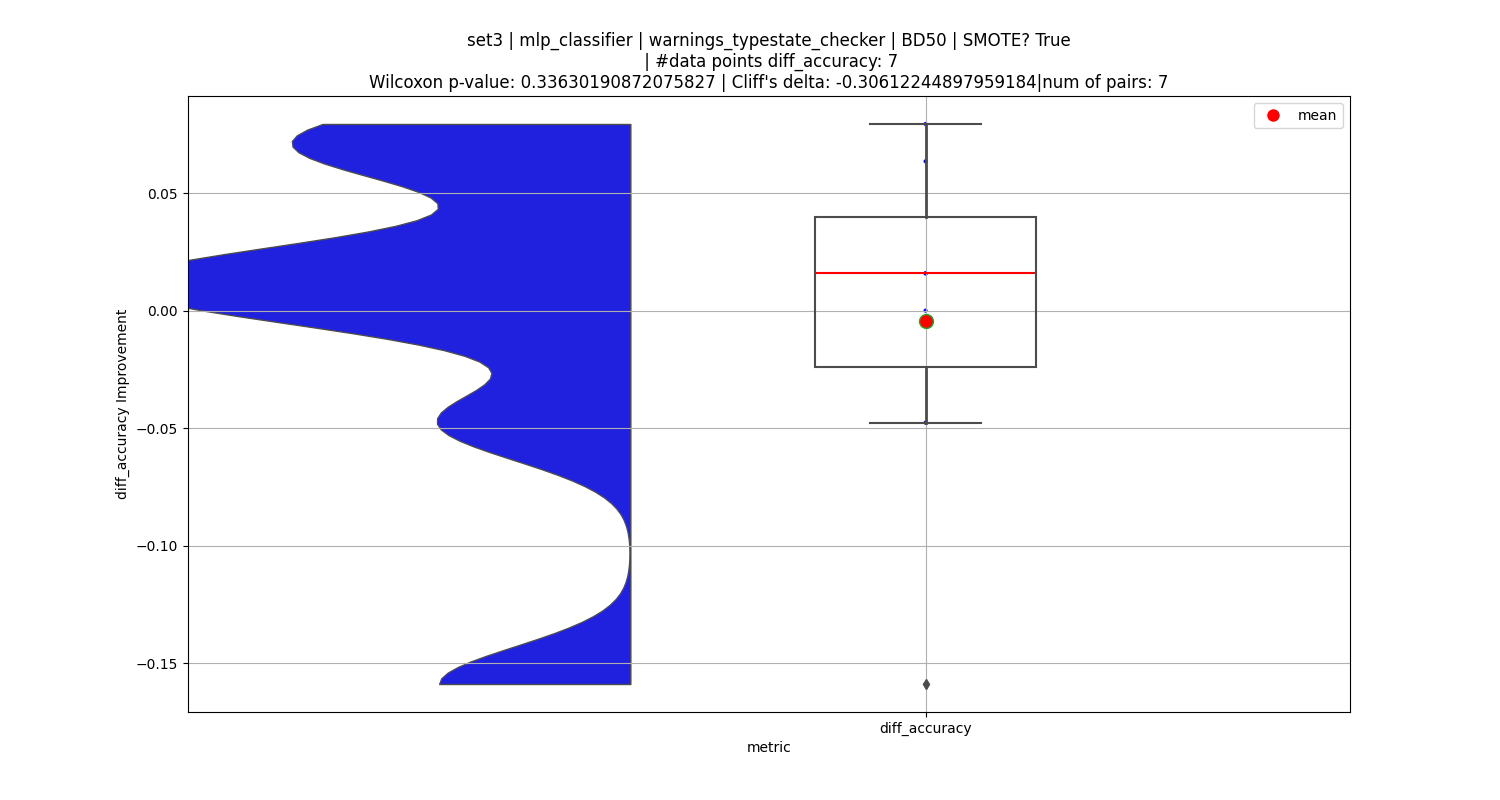 set3 | mlp_classifier | warnings_typestate_checker | BD50 | SMOTE? True
| #data points diff_accuracy: 7
Wilcoxon p-value: 0.33630190872075827 | Cliff's delta: -0.30612244897959184|num of pairs: 7
mean
0.05
0.00
−0.05
−0.10
−0.15
diff_accuracy Improvement
diff_accuracy
metric